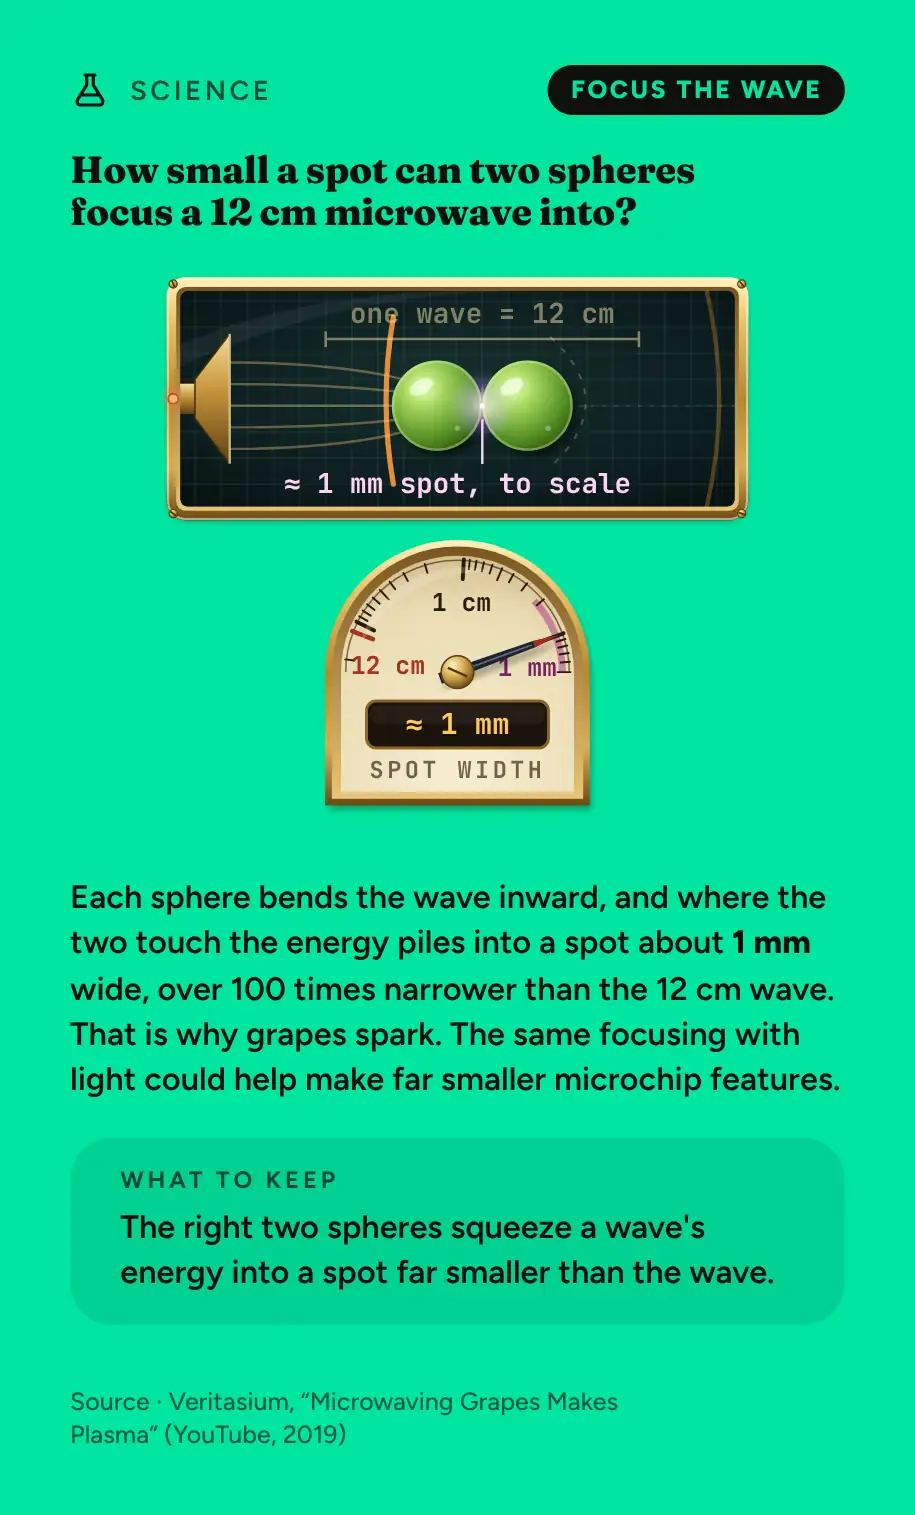 SCIENCE
FOCUS THE WAVE
How small a spot can two spheres
focus a 12 cm microwave into?
one wave = 12 cm
≈ 1 mm spot, to scale
1 cm
12 cm
1 mm
≈ 1 mm
SPOT WIDTH
Each sphere bends the wave inward, and where the
two touch the energy piles into a spot about 1 mm
wide, over 100 times narrower than the 12 cm wave.
That is why grapes spark. The same focusing with
light could help make far smaller microchip features.
WHAT TO KEEP
The right two spheres squeeze a wave's
energy into a spot far smaller than the wave.
Source · Veritasium, “Microwaving Grapes Makes
Plasma” (YouTube, 2019)